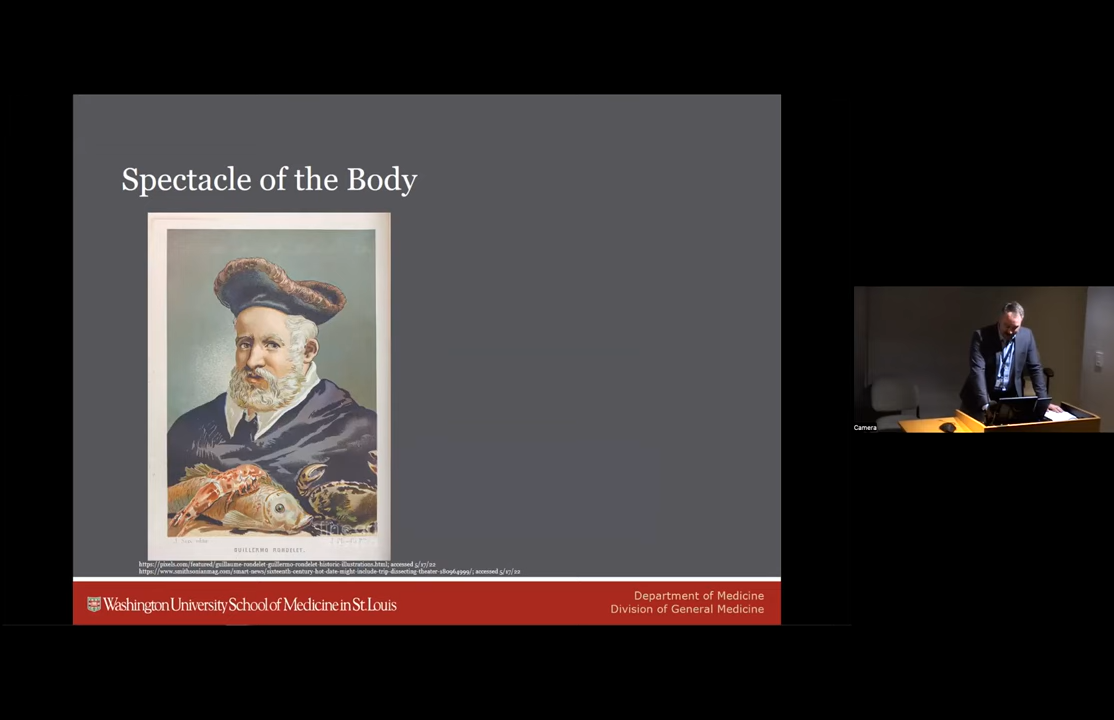 Spectacle of the Body
GUILLERMO RONDELET.
https://pixels.com/featured/guillaume-rondelet-guillermo-rondelet-historic-illustrations.html; accessed 5/17/22
https://www.smithsonianmag.com/smart-news/sixteenth-century-hot-date-might-include-trip-dissecting-theater-180964999/; accessed 5/17/22
Washington University School of Medicine in St. Louis
Department of Medicine
Division of General Medicine
Camera